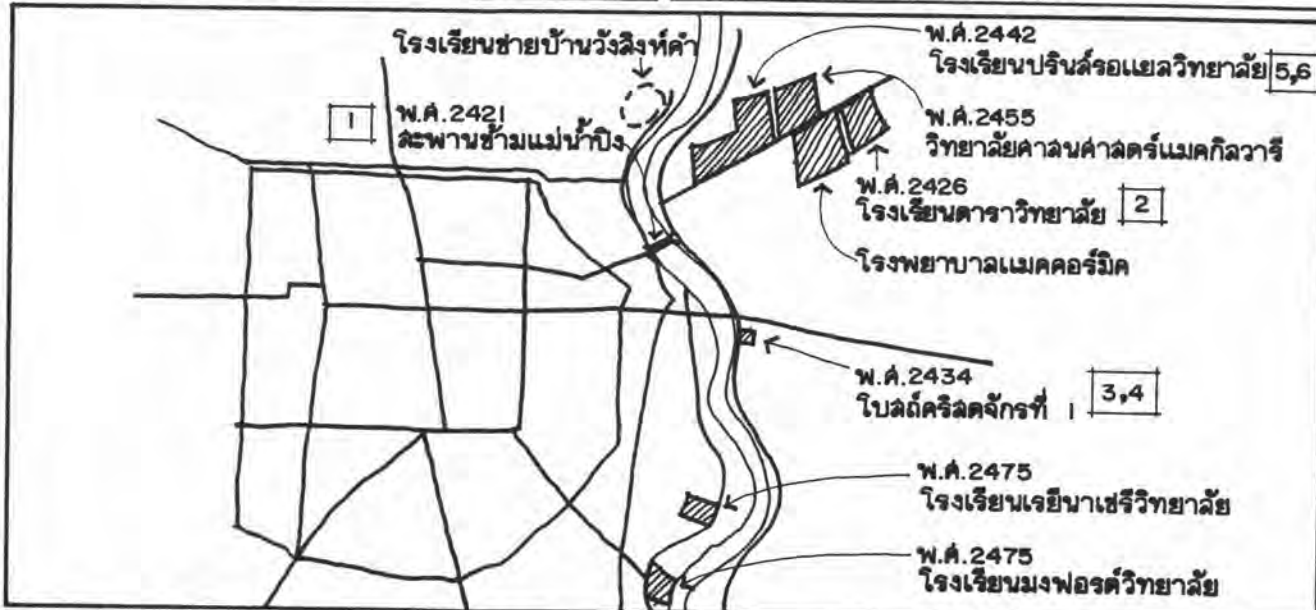 โรงเรียนชายบ้านวังสิงห์คำ
1
พ.ศ.2421
สะพานข้ามแม่น้ำปิง
พ.ศ.2442
โรงเรียนปรินส์รอแยลวิทยาลัย 5,6
พ.ศ.2455
วิทยาลัยศาสนศาสตร์แมคกิลวารี
พ.ศ.2426
โรงเรียนดาราวิทยาลัย 2
โรงพยาบาลแมคคอร์มิค
พ.ศ.2434
โบสถ์คริสตจักรที่ 1 3,4
พ.ศ.2475
โรงเรียนเรยีนาเชรีวิทยาลัย
พ.ศ.2475
โรงเรียนมงฟอรต์วิทยาลัย